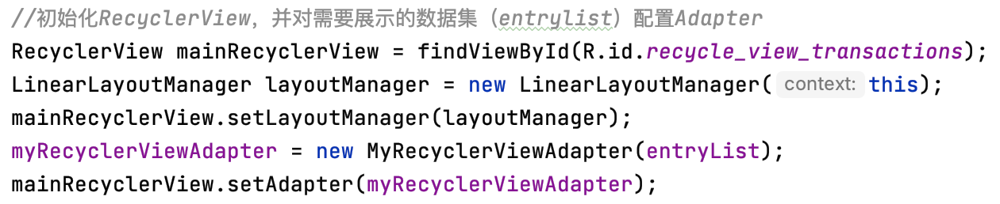 //初始化RecyclerView，并对需要展示的数据集（entrylist）配置Adapter
RecyclerView mainRecyclerView = findViewById(R.id.recycle_view_transactions);
LinearLayoutManager layoutManager = new LinearLayoutManager( context: this);
mainRecyclerView.setLayoutManager(layoutManager);
myRecyclerViewAdapter = new MyRecyclerViewAdapter(entryList);
mainRecyclerView.setAdapter(myRecyclerViewAdapter);